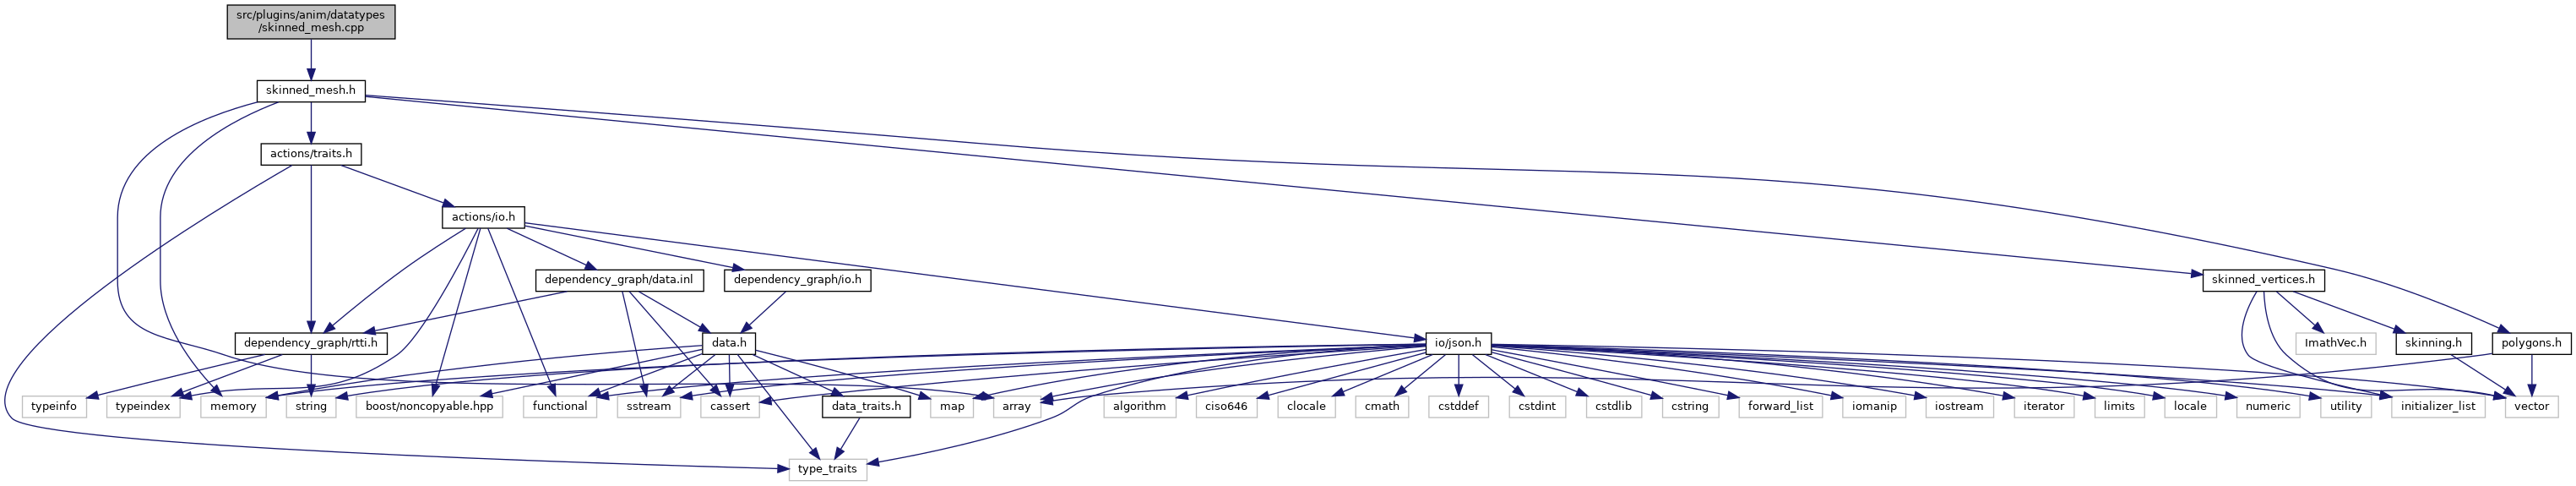 src/plugins/anim/datatypes
/skinned_mesh.cpp
skinned_mesh.h
actions/traits.h
actions/io.h
dependency_graph/data.inl
dependency_graph/io.h
skinned_vertices.h
dependency_graph/rtti.h
data.h
io/json.h
ImathVec.h
skinning.h
polygons.h
typeinfo
typeindex
memory
string
boost/noncopyable.hpp
functional
sstream
cassert
data_traits.h
map
array
algorithm
ciso646
clocale
cmath
cstddef
cstdint
cstdlib
cstring
forward_list
iomanip
iostream
iterator
limits
locale
numeric
utility
initializer_list
vector
type_traits